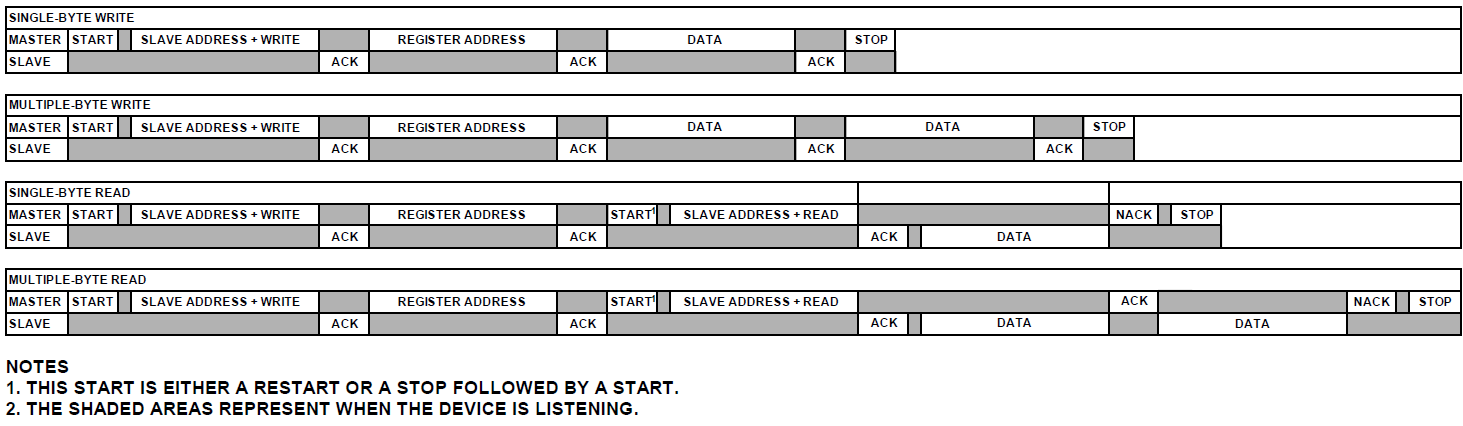 SINGLE-BYTE WRITE
MASTER START SLAVE ADDRESS + WRITE REGISTER ADDRESS DATA STOP
SLAVE ACK ACK ACK
MULTIPLE-BYTE WRITE
MASTER START SLAVE ADDRESS + WRITE REGISTER ADDRESS DATA DATA STOP
SLAVE ACK ACK ACK ACK
SINGLE-BYTE READ
MASTER START SLAVE ADDRESS + WRITE REGISTER ADDRESS START1 SLAVE ADDRESS + READ NACK STOP
SLAVE ACK ACK ACK DATA
MULTIPLE-BYTE READ
MASTER START SLAVE ADDRESS + WRITE REGISTER ADDRESS START1 SLAVE ADDRESS + READ ACK NACK STOP
SLAVE ACK ACK ACK DATA DATA
NOTES
1. THIS START IS EITHER A RESTART OR A STOP FOLLOWED BY A START.
2. THE SHADED AREAS REPRESENT WHEN THE DEVICE IS LISTENING.